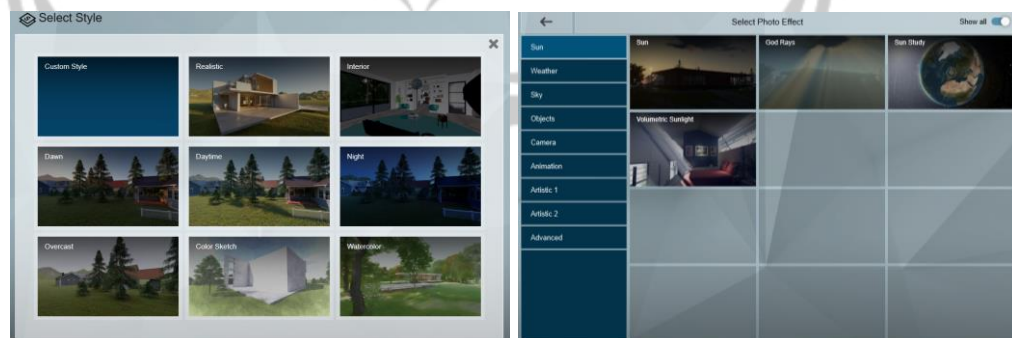 Select Style
Custom Style
Realistic
Interior
Dawn
Daytime
Night
Overcast
Color Sketch
Watercolor
Select Photo Effect
Show all
Sun
Weather
Sky
Objects
Camera
Animation
Artistic 1
Artistic 2
Advanced
Sun
God Rays
Sun Study
Volumetric Sunlight